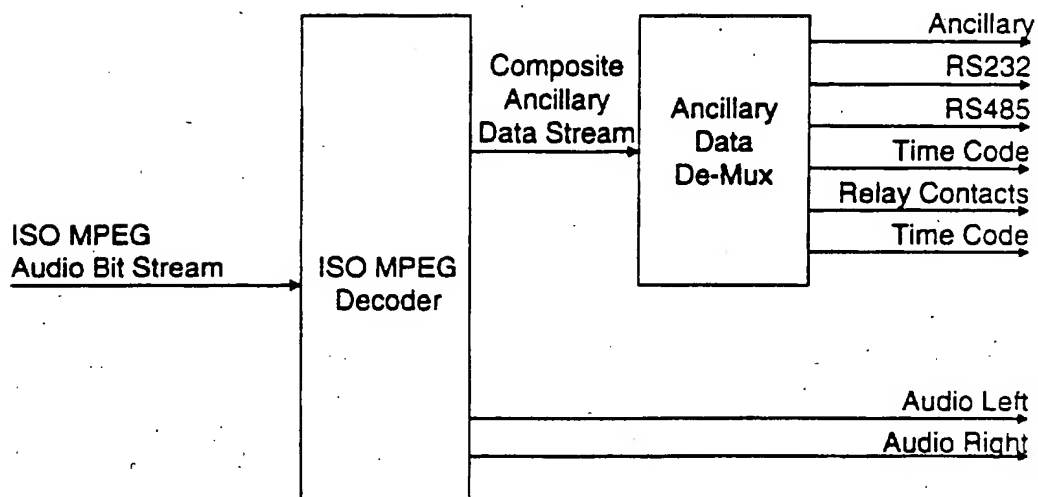 ISO MPEG
Audio Bit Stream
ISO MPEG
Decoder
Composite
Ancillary
Data Stream
Ancillary
Data
De-Mux
Ancillary
RS232
RS485
Time Code
Relay Contacts
Time Code
Audio Left
Audio Right